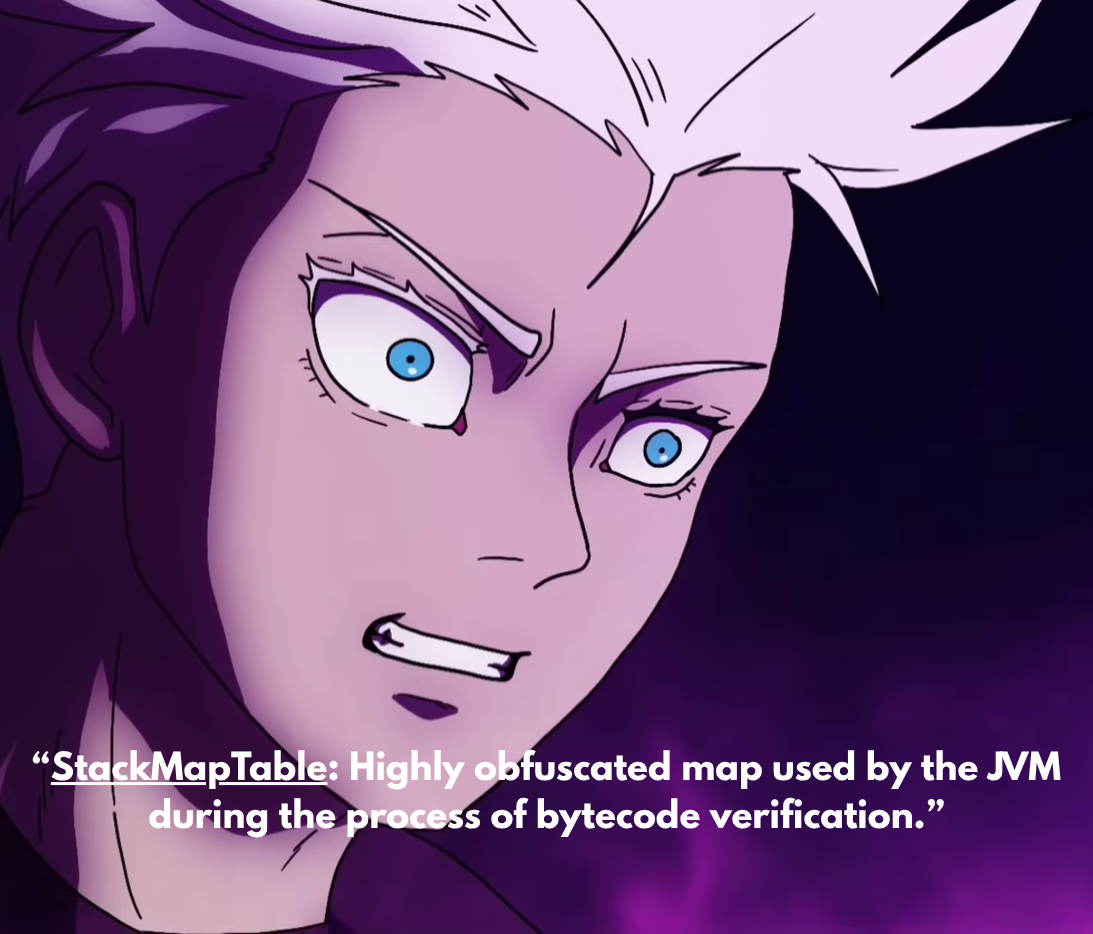 “StackMapTable: Highly obfuscated map used by the JVM
during the process of bytecode verification.”